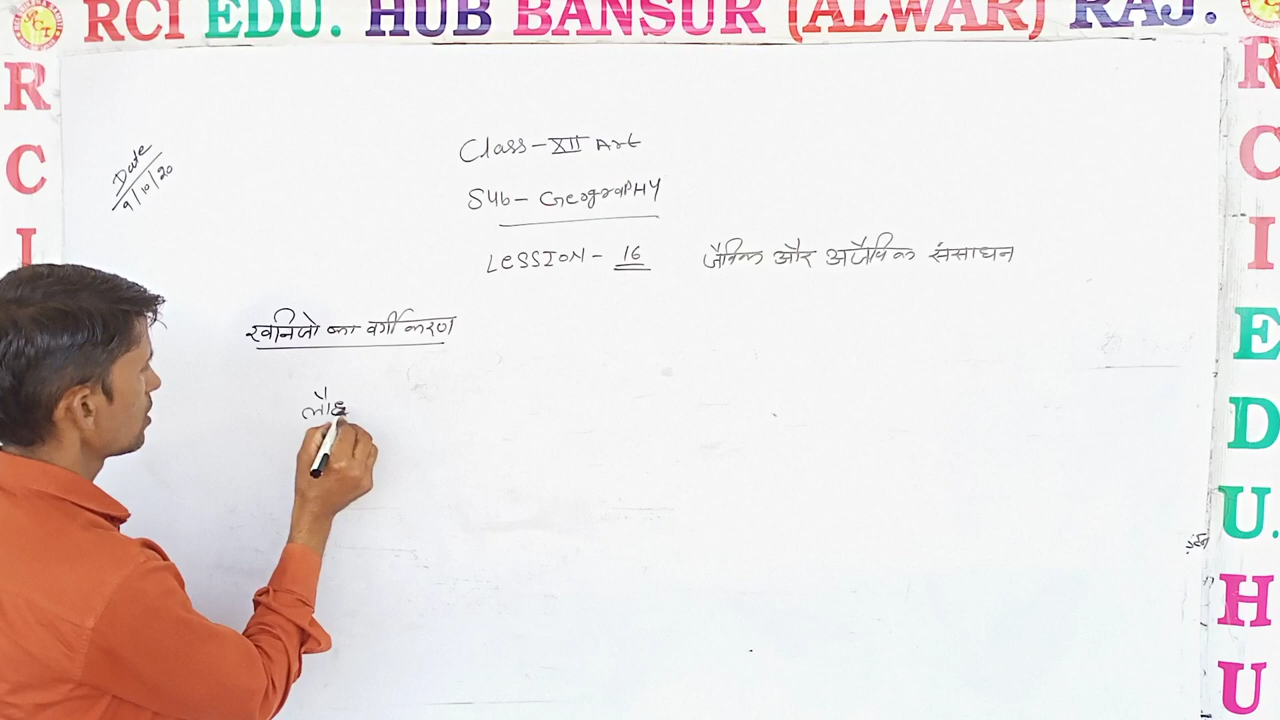 RCI EDU. HUB BANSUR (ALWAR) RAJ.
R
C
I
Date
9/10/20
Class - XII Art
Sub - GeograPHY
LESSION - 16 जैविक और अजैविक संसाधन
खनिजो का वर्गीकरण
लौह
R
C
I
E
D
U.
H
U